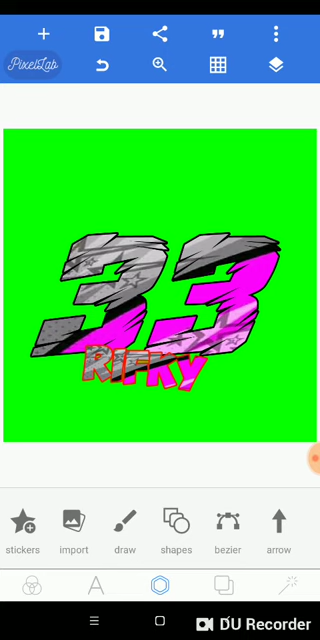 PixelLab
33
RIFKY
stickers import draw shapes bezier arrow
DU Recorder